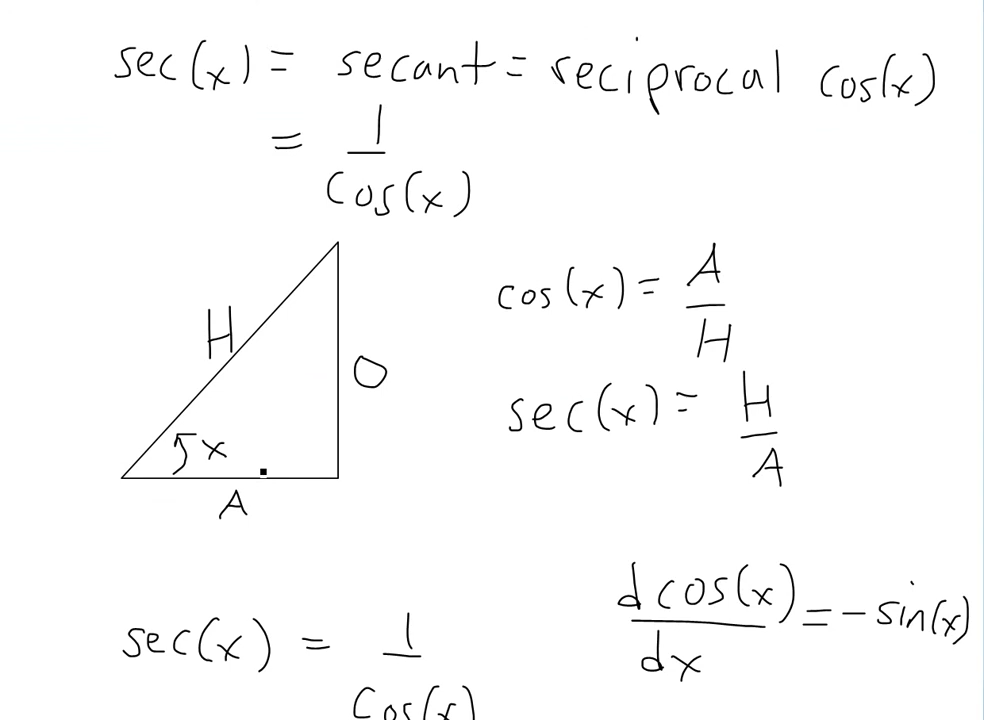 sec(x) = secant = reciprocal cos(x)
= 1/cos(x)
cos(x) = A/H
H
O
sec(x) = H/A
x
A
d cos(x)/dx = -sin(x)
sec(x) = 1/cos(x)